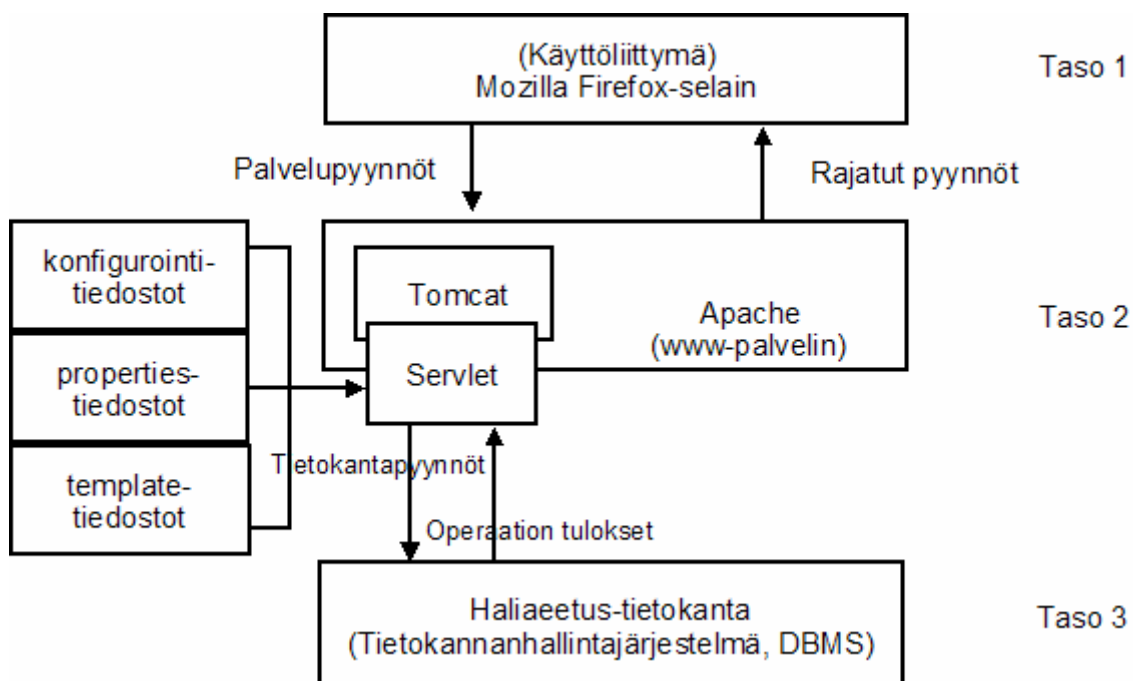 (Käyttöliittymä)
Mozilla Firefox-selain
Taso 1
Palvelupyynnöt
Rajatut pyynnöt
konfigurointi-
tiedostot
Tomcat
Apache
(www-palvelin)
Taso 2
properties-
tiedostot
Servlet
template-
tiedostot
Tietokantapyynnöt
Operaation tulokset
Haliaeetus-tietokanta
(Tietokannanhallintajärjestelmä, DBMS)
Taso 3